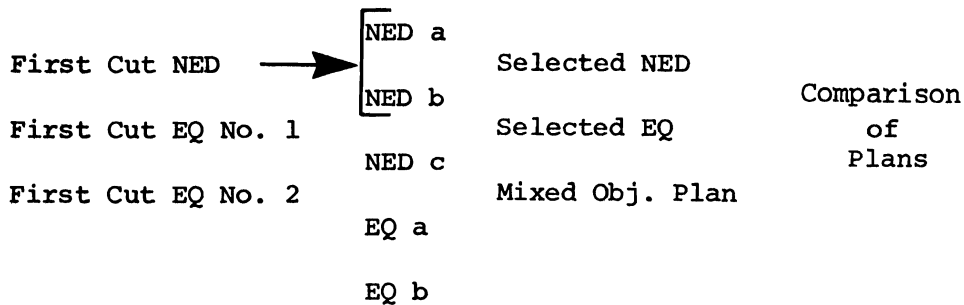 First Cut NED
First Cut EQ No. 1
First Cut EQ No. 2
NED a
NED b
NED c
EQ a
EQ b
Selected NED
Selected EQ
Mixed Obj. Plan
Comparison
of
Plans